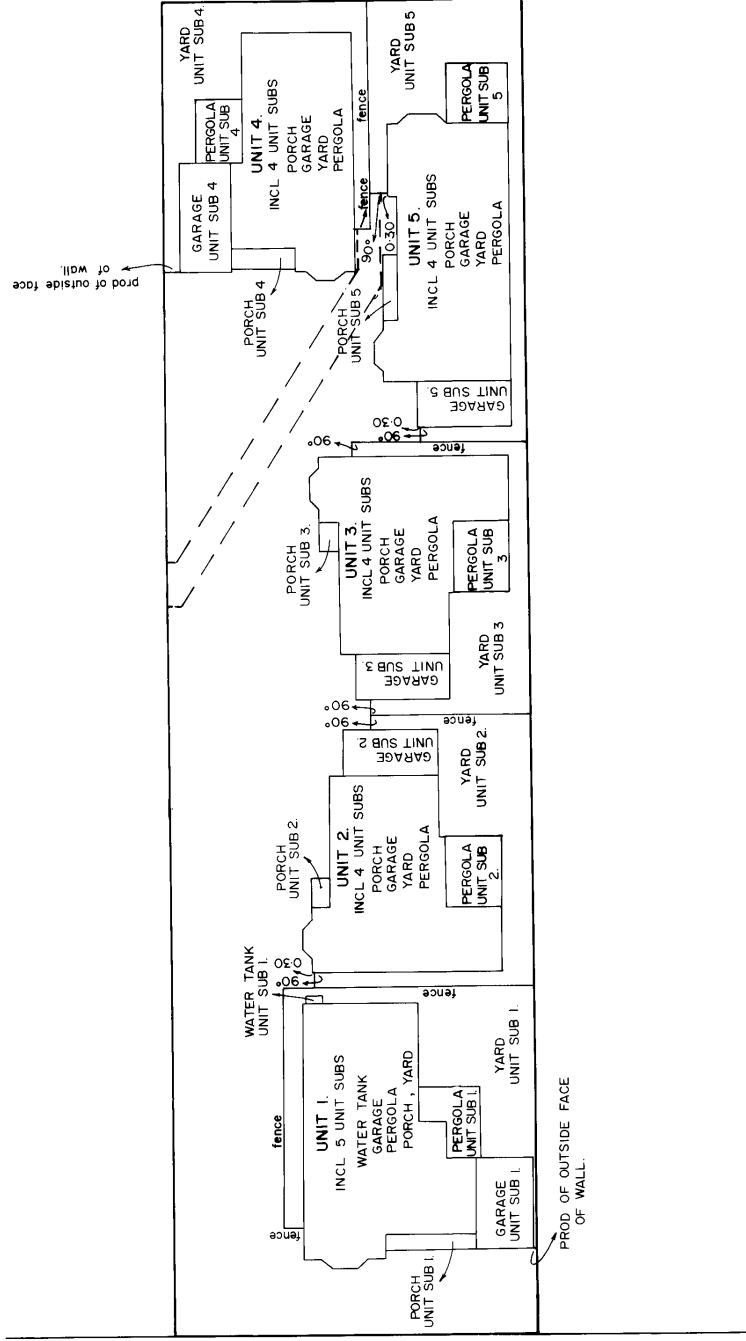 YARD
UNIT SUB 4.
PERGOLA
UNIT SUB
4
GARAGE
UNIT SUB 4
UNIT 4.
INCL 4 UNIT SUBS
PORCH
GARAGE
YARD
PERGOLA
prod of outside face
of wall.
PORCH
UNIT SUB 4
fence
fence
YARD
UNIT SUB 5
PERGOLA
UNIT SUB
5
90°
0·30
PORCH
UNIT SUB 5
UNIT 5.
INCL 4 UNIT SUBS
PORCH
GARAGE
YARD
PERGOLA
GARAGE
UNIT SUB 5.
0·30
90°
90°
fence
PORCH
UNIT SUB 3.
UNIT 3.
INCL 4 UNIT SUBS
PORCH
GARAGE
YARD
PERGOLA
PERGOLA
UNIT SUB
3
GARAGE
UNIT SUB 3.
YARD
UNIT SUB 3
90°
90°
fence
GARAGE
UNIT SUB 2.
YARD
UNIT SUB 2.
PORCH
UNIT SUB 2.
UNIT 2.
INCL 4 UNIT SUBS
PORCH
GARAGE
YARD
PERGOLA
PERGOLA
UNIT SUB
2.
0·30
90°
WATER TANK
UNIT SUB 1.
fence
fence
fence
UNIT 1.
INCL 5 UNIT SUBS
WATER TANK
GARAGE
PERGOLA
PORCH, YARD
YARD
UNIT SUB 1.
PERGOLA
UNIT SUB 1.
GARAGE
UNIT SUB 1.
PORCH
UNIT SUB 1.
PROD OF OUTSIDE FACE
OF WALL.